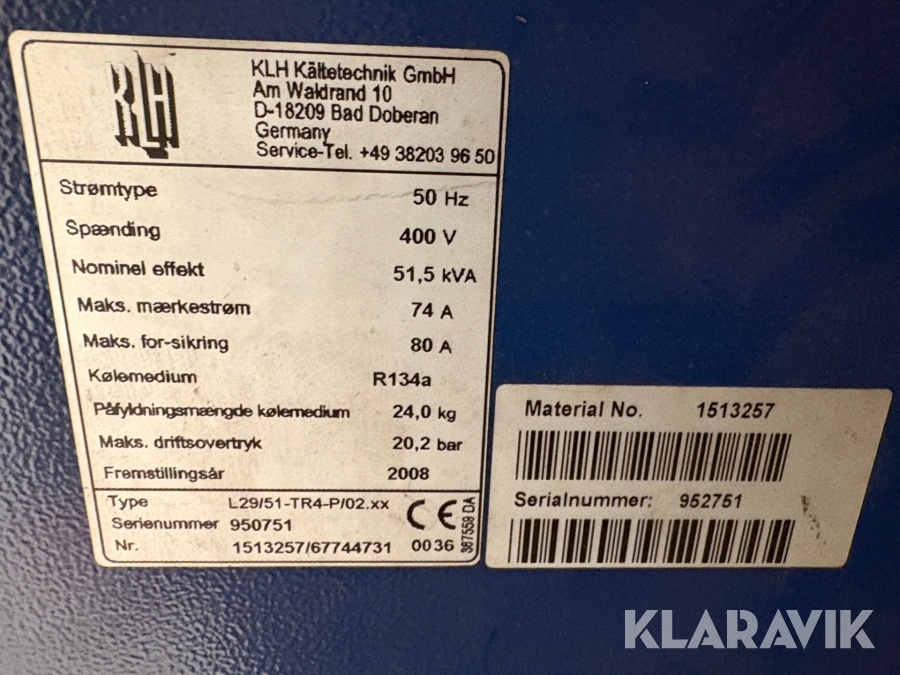 KLH
KLH Kältetechnik GmbH
Am Waldrand 10
D-18209 Bad Doberan
Germany
Service-Tel. +49 38203 96 50
Strømtype 50 Hz
Spænding 400 V
Nominel effekt 51,5 kVA
Maks. mærkestrøm 74 A
Maks. for-sikring 80 A
Kølemedium R134a
Påfyldningsmængde kølemedium 24,0 kg
Maks. driftsovertryk 20,2 bar
Fremstillingsår 2008
Type L29/51-TR4-P/02.xx
Serienummer 950751
Nr. 1513257/67744731
CE
0036
367559 DA
Material No. 1513257
Serialnummer: 952751
KLARAVIK